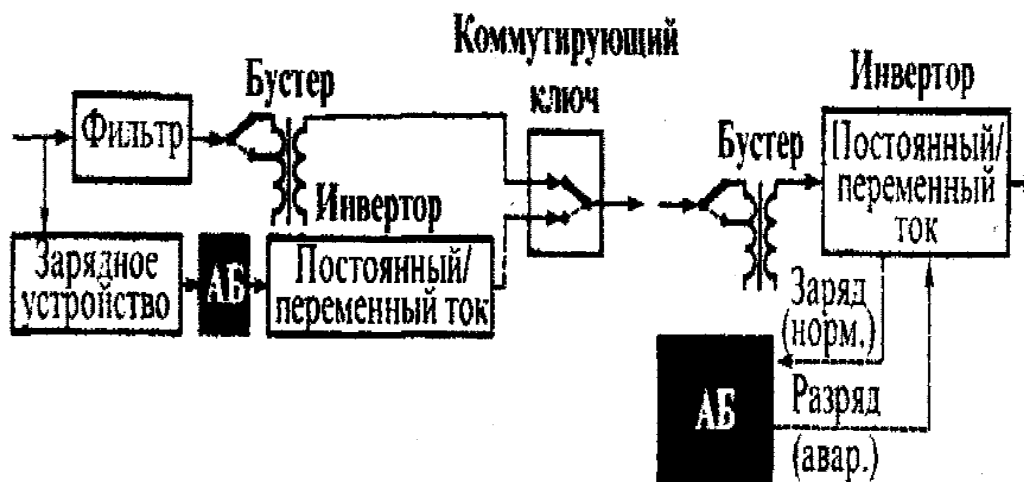 Коммутирующий
ключ
Бустер
Фильтр
Инвертор
Зарядное
устройство
АБ
Постоянный/
переменный ток
Инвертор
Бустер
Постоянный/
переменный
ток
Заряд
(норм.)
АБ
Разряд
(авар.)